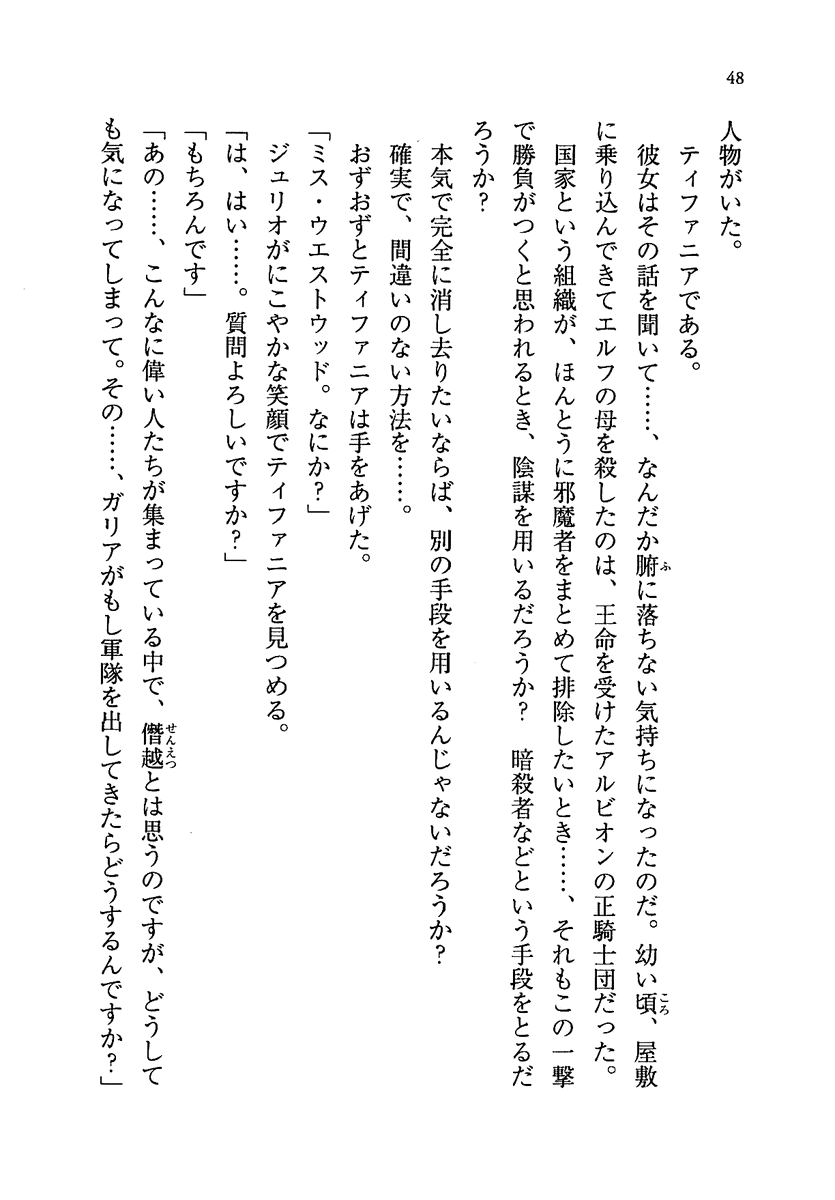 48
人物がいた。
ティファニアである。
彼女はその話を聞いて……、なんだか腑に落ちない気持ちになったのだ。幼い頃、屋敷
に乗り込んできてエルフの母を殺したのは、王命を受けたアルビオンの正騎士団だった。
国家という組織が、ほんとうに邪魔者をまとめて排除したいとき……、それもこの一撃
で勝負がつくと思われるとき、陰謀を用いるだろうか？　暗殺者などという手段をとるだ
ろうか？
本気で完全に消し去りたいならば、別の手段を用いるんじゃないだろうか？
確実で、間違いのない方法を……。
おずおずとティファニアは手をあげた。
「ミス・ウエストウッド。なにか？」
ジュリオがにこやかな笑顔でティファニアを見つめる。
「は、はい……。質問よろしいですか？」
「もちろんです」
「あの……、こんなに偉い人たちが集まっている中で、僭越とは思うのですが、どうして
も気になってしまって。その……、ガリアがもし軍隊を出してきたらどうするんですか？」